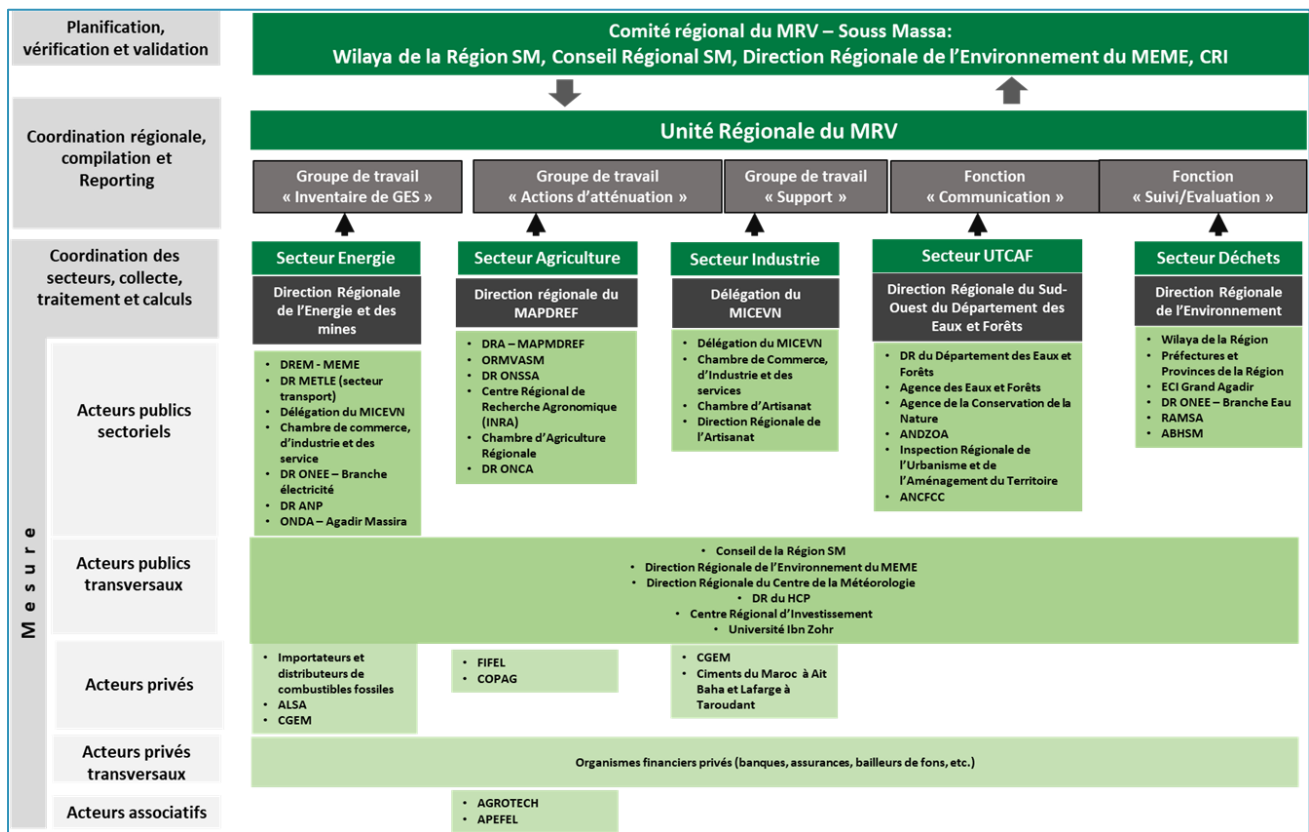 Planification,
vérification et validation
Comité régional du MRV – Souss Massa:
Wilaya de la Région SM, Conseil Régional SM, Direction Régionale de l'Environnement du MEME, CRI
Coordination régionale,
compilation et
Reporting
Unité Régionale du MRV
Groupe de travail
« Inventaire de GES »
Groupe de travail
« Actions d'atténuation »
Groupe de travail
« Support »
Fonction
« Communication »
Fonction
« Suivi/Evaluation »
Coordination des
secteurs, collecte,
traitement et calculs
Secteur Energie
Direction Régionale
de l'Energie et des
mines
Secteur Agriculture
Direction régionale du
MAPDREF
Secteur Industrie
Délégation du
MICEVN
Secteur UTCAF
Direction Régionale du Sud-
Ouest du Département des
Eaux et Forêts
Secteur Déchets
Direction Régionale
de l'Environnement
Mesure
Acteurs publics
sectoriels
• DREM - MEME
• DR METLE (secteur
transport)
• Délégation du MICEVN
• Chambre de commerce,
d'industrie et des
service
• DR ONEE – Branche
électricité
• DR ANP
• ONDA – Agadir Massira
• DRA – MAPMDREF
• ORMVASM
• DR ONSSA
• Centre Régional de
Recherche Agronomique
(INRA)
• Chambre d'Agriculture
Régionale
• DR ONCA
• Délégation du MICEVN
• Chambre de Commerce,
d'Industrie et des
services
• Chambre d'Artisanat
• Direction Régionale de
l'Artisanat
• DR du Département des Eaux et
Forêts
• Agence des Eaux et Forêts
• Agence de la Conservation de la
Nature
• ANDZOA
• Inspection Régionale de
l'Urbanisme et de
l'Aménagement du Territoire
• ANCFCC
• Wilaya de la Région
• Préfectures et
Provinces de la Région
• ECI Grand Agadir
• DR ONEE – Branche Eau
• RAMSA
• ABHSM
Acteurs publics
transversaux
• Conseil de la Région SM
• Direction Régionale de l'Environnement du MEME
• Direction Régionale du Centre de la Météorologie
• DR du HCP
• Centre Régional d'Investissement
• Université Ibn Zohr
Acteurs privés
• Importateurs et
distributeurs de
combustibles fossiles
• ALSA
• CGEM
• FIFEL
• COPAG
• CGEM
• Ciments du Maroc à Ait
Baha et Lafarge à
Taroudant
Acteurs privés
transversaux
Organismes financiers privés (banques, assurances, bailleurs de fons, etc.)
Acteurs associatifs
• AGROTECH
• APEFEL